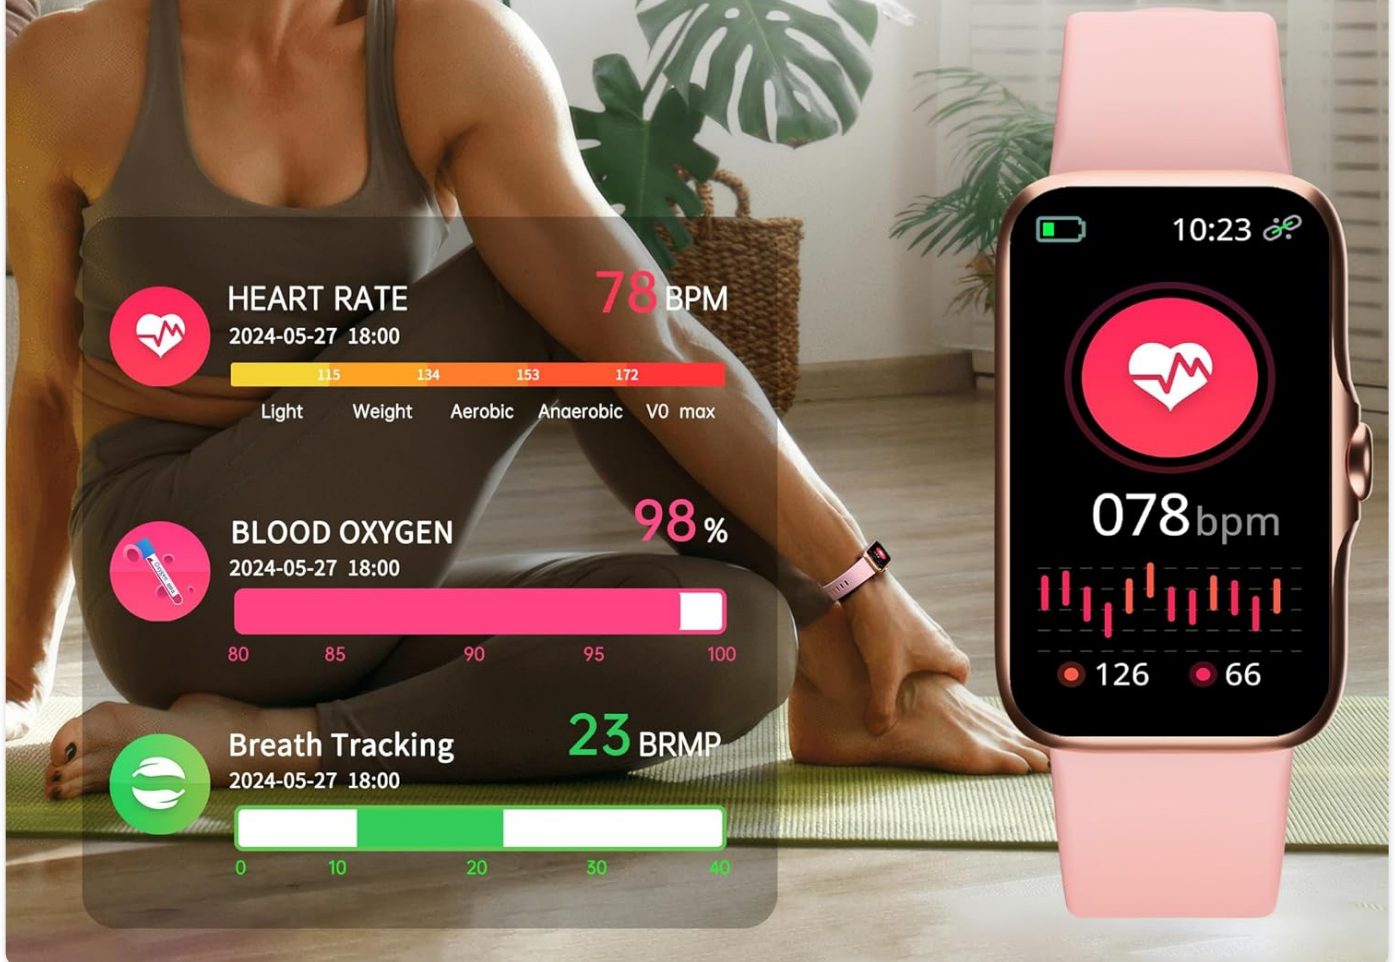 HEART RATE 78 BPM
2024-05-27 18:00
115 134 153 172
Light Weight Aerobic Anaerobic V0 max
BLOOD OXYGEN 98 %
2024-05-27 18:00
80 85 90 95 100
Breath Tracking 23 BRMP
2024-05-27 18:00
0 10 20 30 40
10:23
078 bpm
126 66